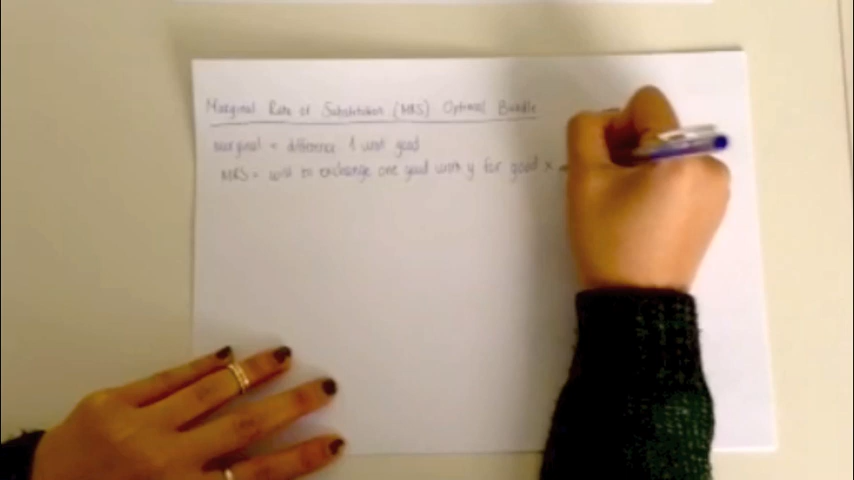 Marginal Rate of Substitution (MRS) Optimal Bundle
marginal = difference 1 unit good
MRS = will to exchange one good with y for good x